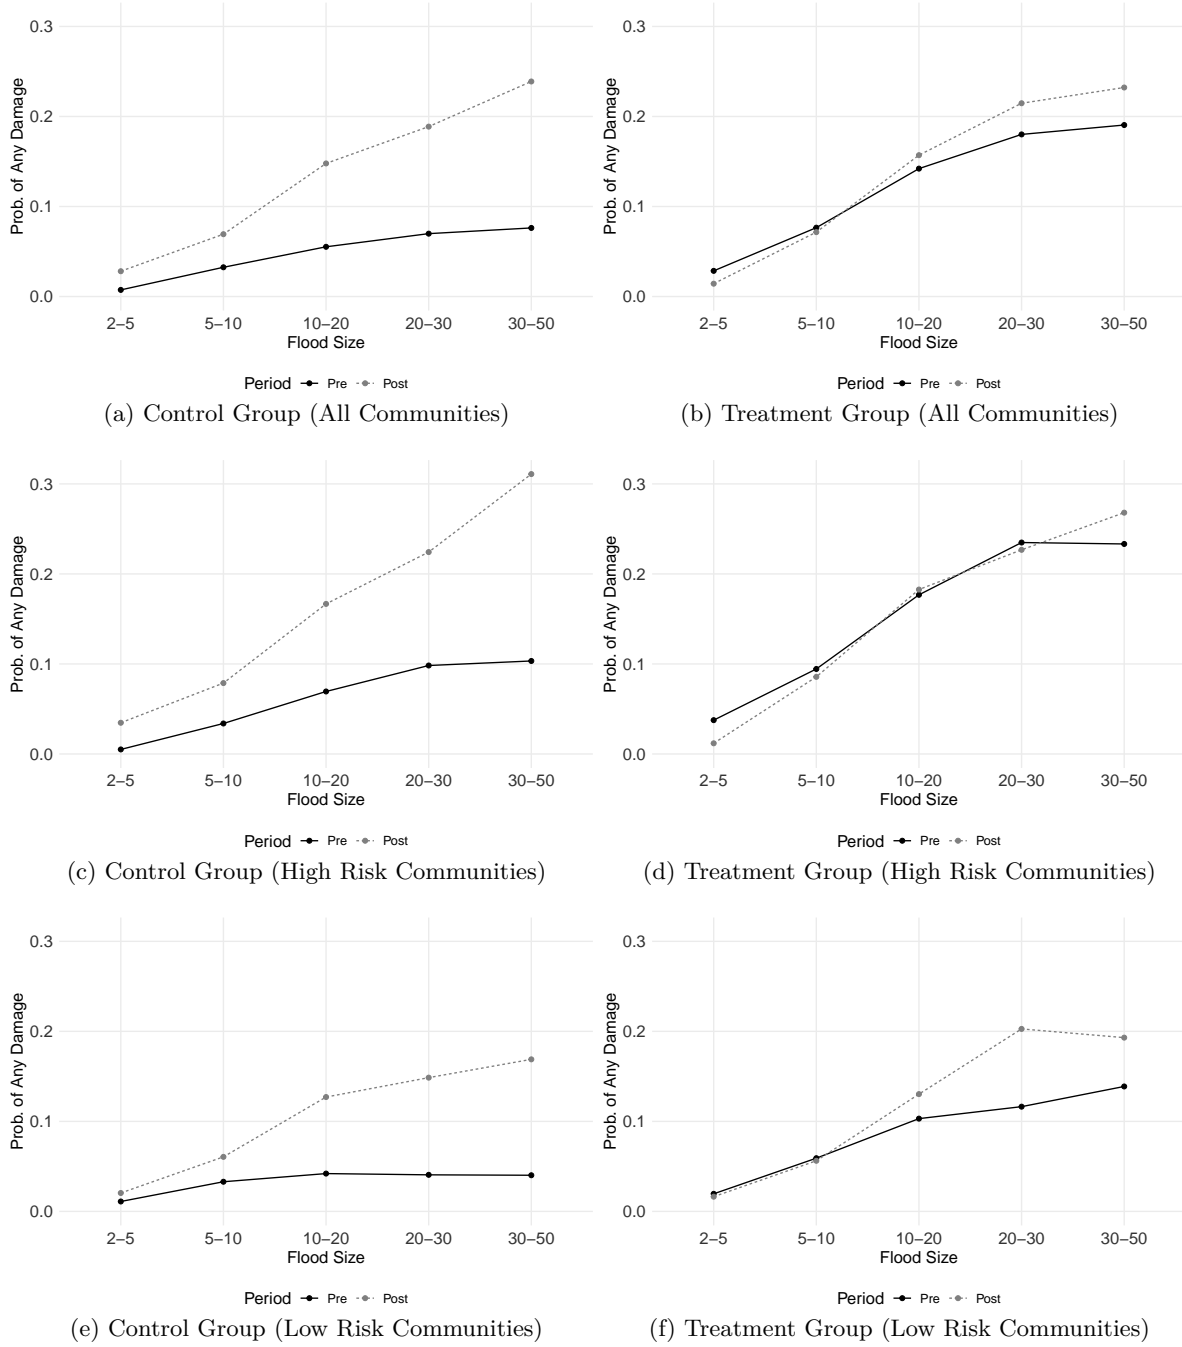 0.3
0.2
0.1
0.0
Prob. of Any Damage
2–5 5–10 10–20 20–30 30–50
Flood Size
Period Pre Post
(a) Control Group (All Communities)
0.3
0.2
0.1
0.0
Prob. of Any Damage
2–5 5–10 10–20 20–30 30–50
Flood Size
Period Pre Post
(b) Treatment Group (All Communities)
0.3
0.2
0.1
0.0
Prob. of Any Damage
2–5 5–10 10–20 20–30 30–50
Flood Size
Period Pre Post
(c) Control Group (High Risk Communities)
0.3
0.2
0.1
0.0
Prob. of Any Damage
2–5 5–10 10–20 20–30 30–50
Flood Size
Period Pre Post
(d) Treatment Group (High Risk Communities)
0.3
0.2
0.1
0.0
Prob. of Any Damage
2–5 5–10 10–20 20–30 30–50
Flood Size
Period Pre Post
(e) Control Group (Low Risk Communities)
0.3
0.2
0.1
0.0
Prob. of Any Damage
2–5 5–10 10–20 20–30 30–50
Flood Size
Period Pre Post
(f) Treatment Group (Low Risk Communities)